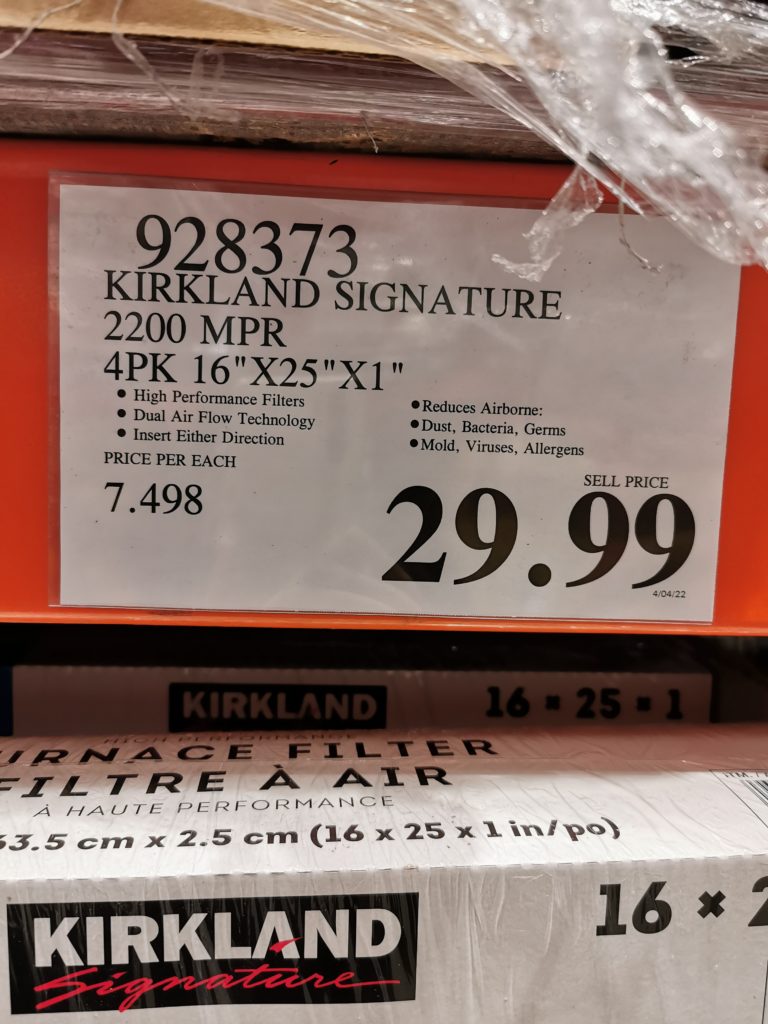 928373
KIRKLAND SIGNATURE
2200 MPR
4PK 16"X25"X1"
• High Performance Filters
• Dual Air Flow Technology
• Insert Either Direction
• Reduces Airborne:
• Dust, Bacteria, Germs
• Mold, Viruses, Allergens
PRICE PER EACH
7.498
SELL PRICE
29.99
4/04/22
KIRKLAND 16 × 25 × 1
HIGH PERFORMANCE
FILTER
FILTRE À AIR
À HAUTE PERFORMANCE
63.5 cm x 2.5 cm (16 x 25 x 1 in/po)
KIRKLAND
Signature
16 ×